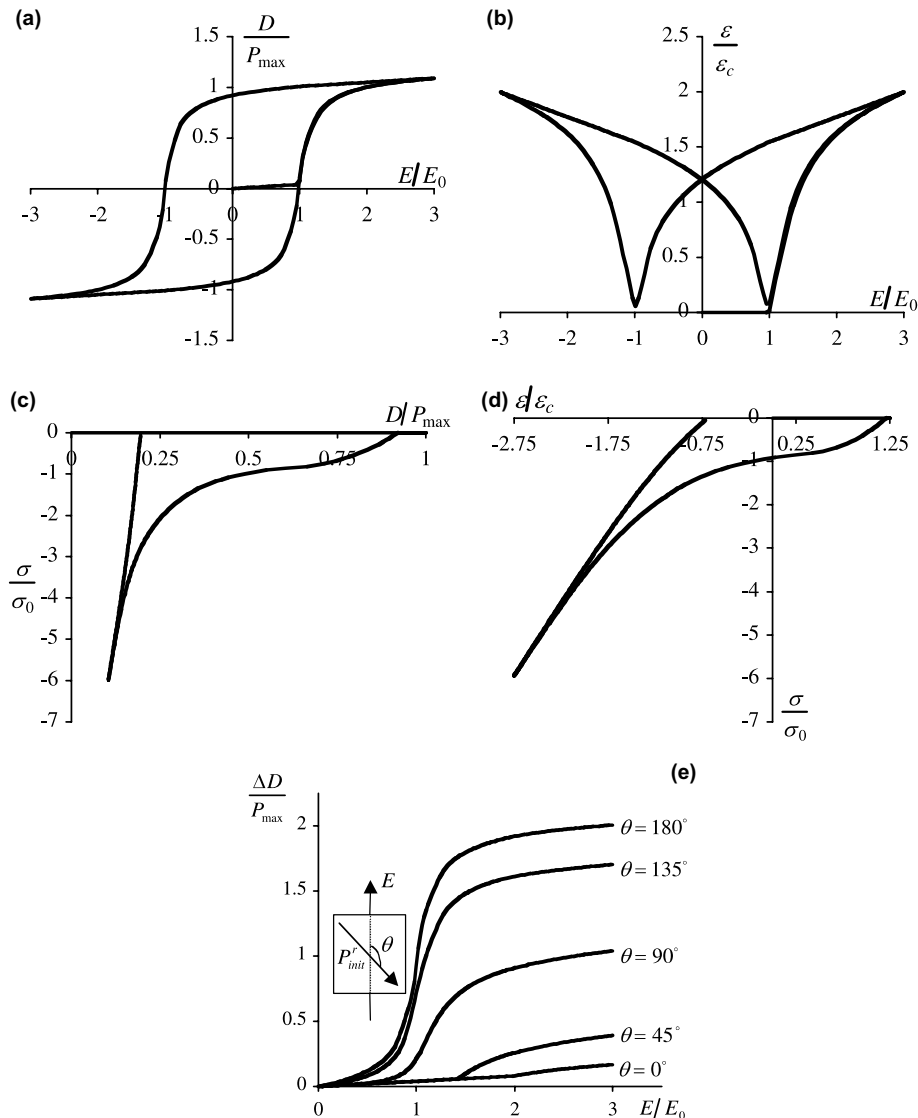 (a)
D
P_max
1.5
1
0.5
0
-0.5
-1
-1.5
-3 -2 -1 0 1 2 3
E/E_0
(b)
ε
ε_c
2.5
2
1.5
1
0.5
0
-3 -2 -1 0 1 2 3
E/E_0
(c)
D/P_max
0 0.25 0.5 0.75 1
0
-1
-2
-3
-4
-5
-6
-7
σ
σ_0
(d)
ε/ε_c
-2.75 -1.75 -0.75 0.25 1.25
0
-1
-2
-3
-4
-5
-6
-7
σ
σ_0
(e)
ΔD
P_max
2
1.5
1
0.5
0
0 1 2 3
E/E_0
E
θ
P^r_init
θ = 180°
θ = 135°
θ = 90°
θ = 45°
θ = 0°